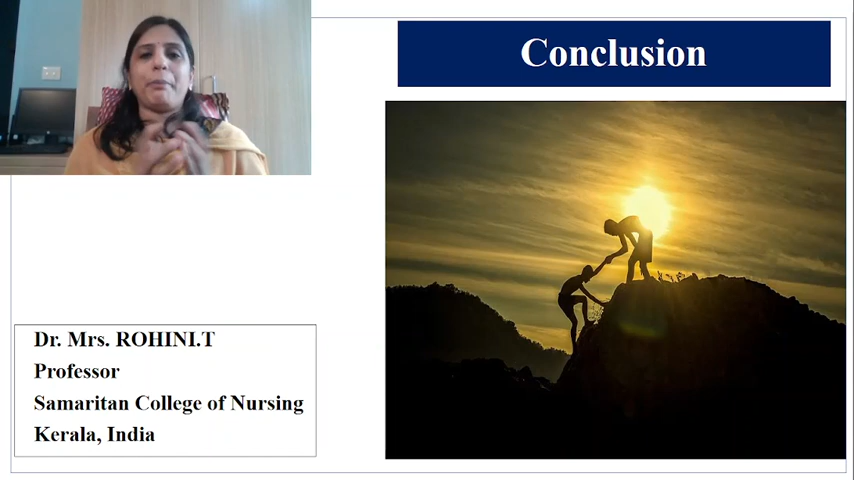 Conclusion
Dr. Mrs. ROHINI.T
Professor
Samaritan College of Nursing
Kerala, India